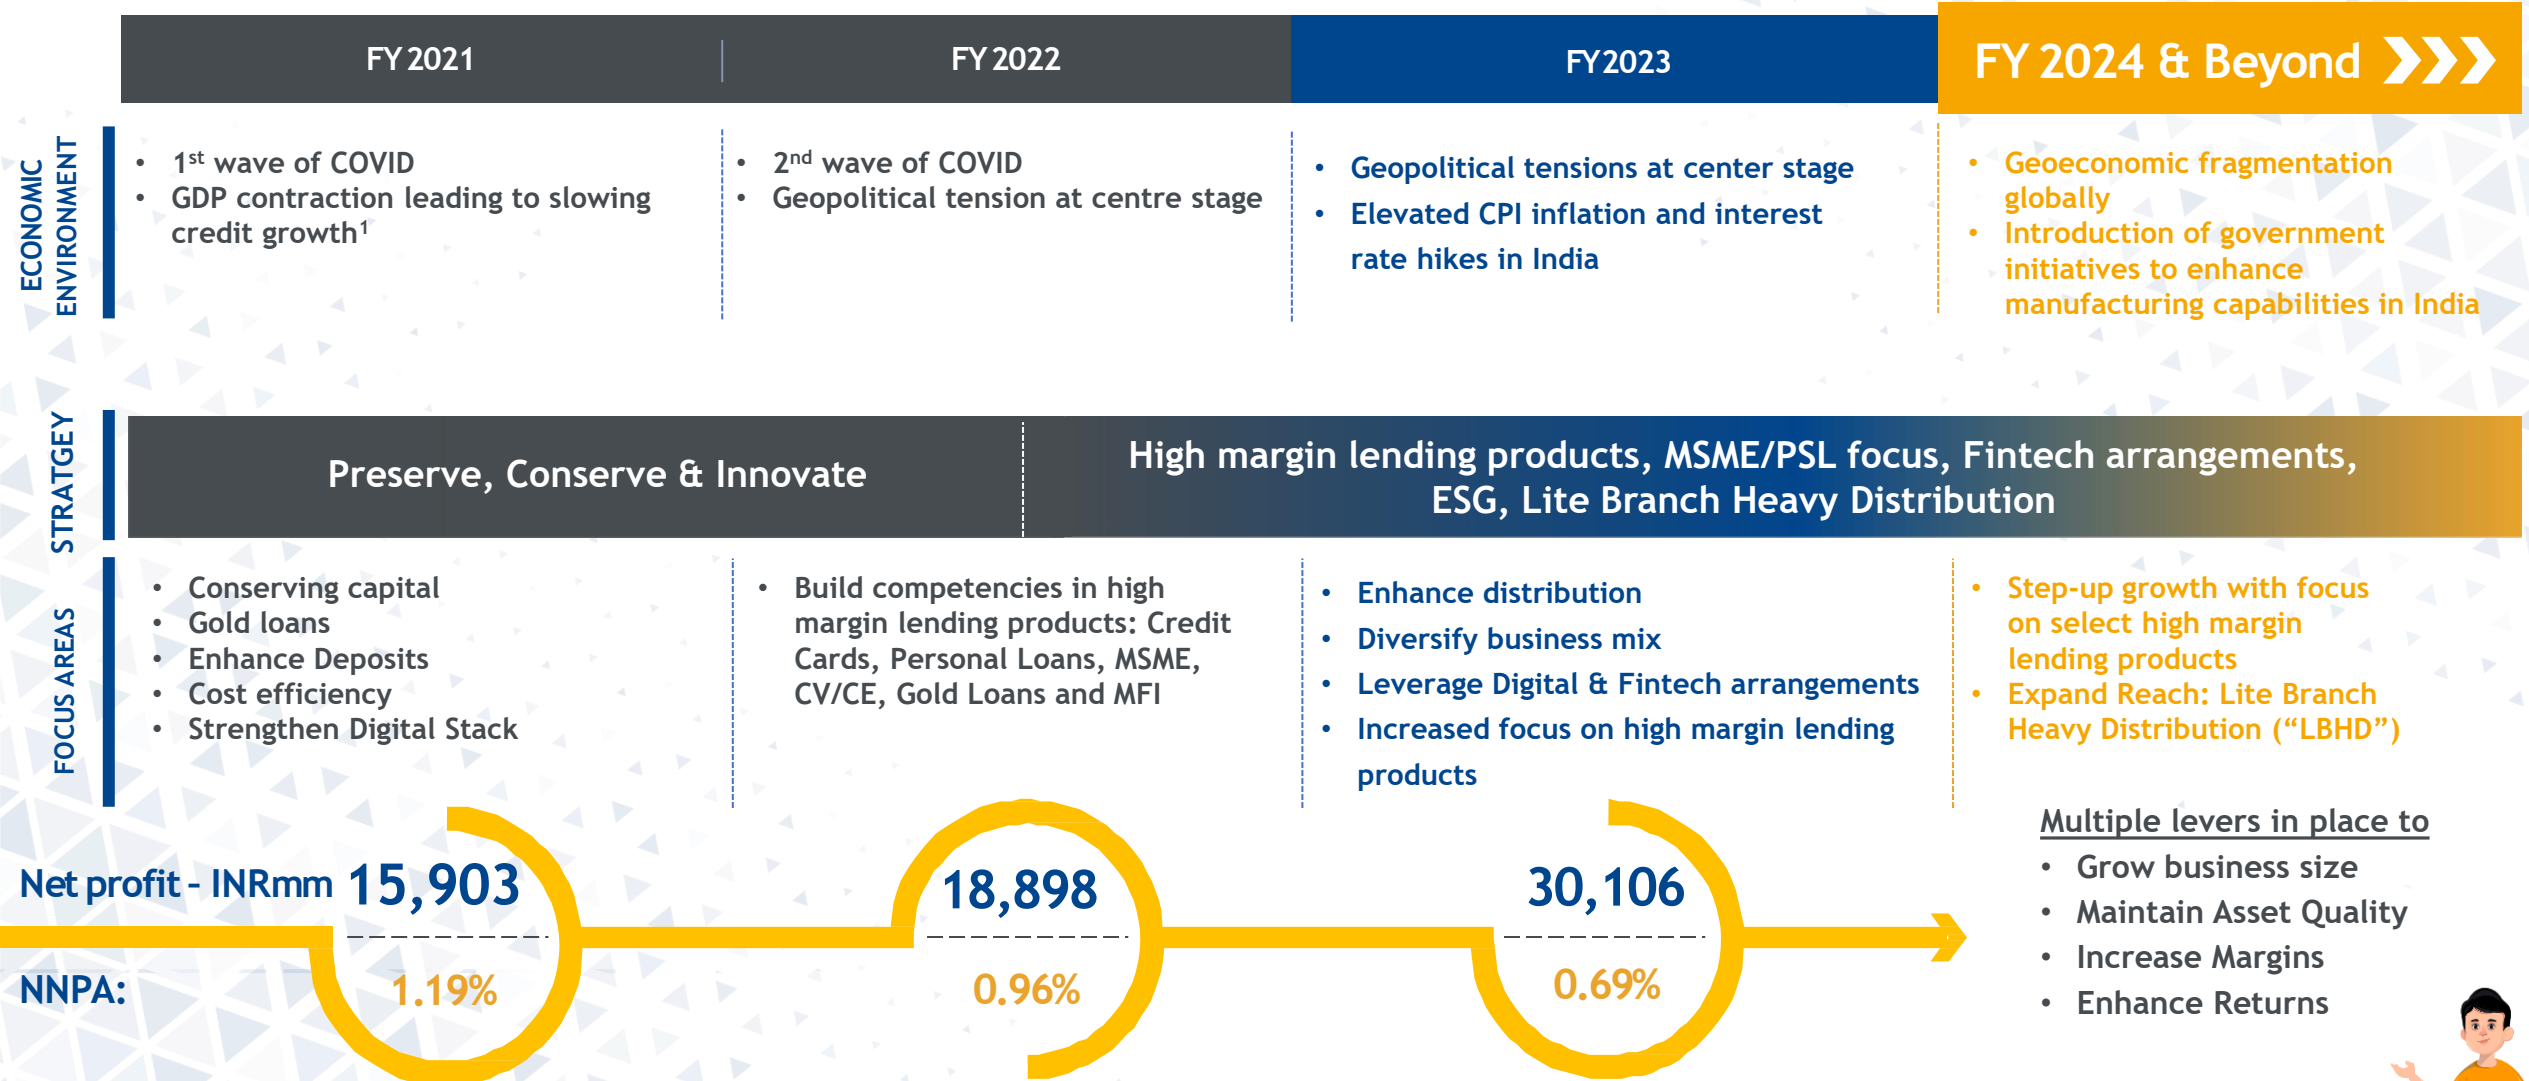 FY 2021
FY 2022
FY2023
FY 2024 & Beyond
ECONOMIC
ENVIRONMENT
• 1st wave of COVID
• GDP contraction leading to slowing
credit growth¹
• 2nd wave of COVID
• Geopolitical tension at centre stage
• Geopolitical tensions at center stage
• Elevated CPI inflation and interest
rate hikes in India
• Geoeconomic fragmentation
globally
• Introduction of government
initiatives to enhance
manufacturing capabilities in India
STRATGEY
Preserve, Conserve & Innovate
High margin lending products, MSME/PSL focus, Fintech arrangements,
ESG, Lite Branch Heavy Distribution
FOCUS AREAS
• Conserving capital
• Gold loans
• Enhance Deposits
• Cost efficiency
• Strengthen Digital Stack
• Build competencies in high
margin lending products: Credit
Cards, Personal Loans, MSME,
CV/CE, Gold Loans and MFI
• Enhance distribution
• Diversify business mix
• Leverage Digital & Fintech arrangements
• Increased focus on high margin lending
products
• Step-up growth with focus
on select high margin
lending products
• Expand Reach: Lite Branch
Heavy Distribution (“LBHD”)
Net profit – INRmm
15,903
18,898
30,106
NNPA:
1.19%
0.96%
0.69%
Multiple levers in place to
• Grow business size
• Maintain Asset Quality
• Increase Margins
• Enhance Returns